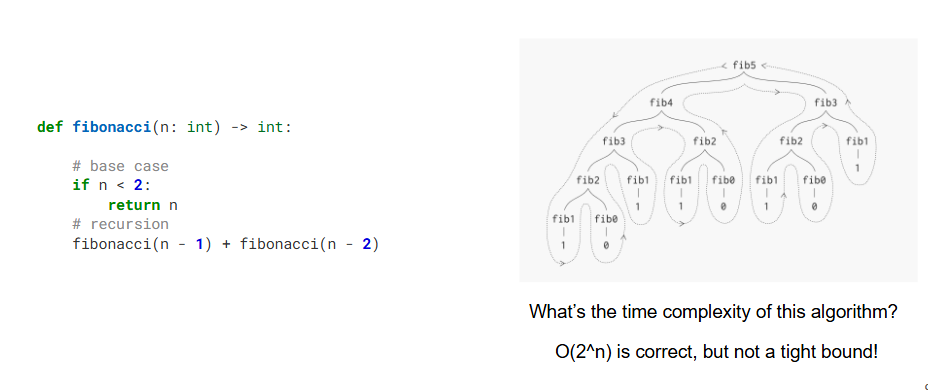 def fibonacci(n: int) -> int:
# base case
if n < 2:
return n
# recursion
fibonacci(n - 1) + fibonacci(n - 2)
fib5
fib4 fib3
fib3 fib2 fib2 fib1
fib2 fib1 fib1 fib0 fib1 fib0 1
fib1 fib0 1 1 0 1 0
1 0
What's the time complexity of this algorithm?
O(2^n) is correct, but not a tight bound!